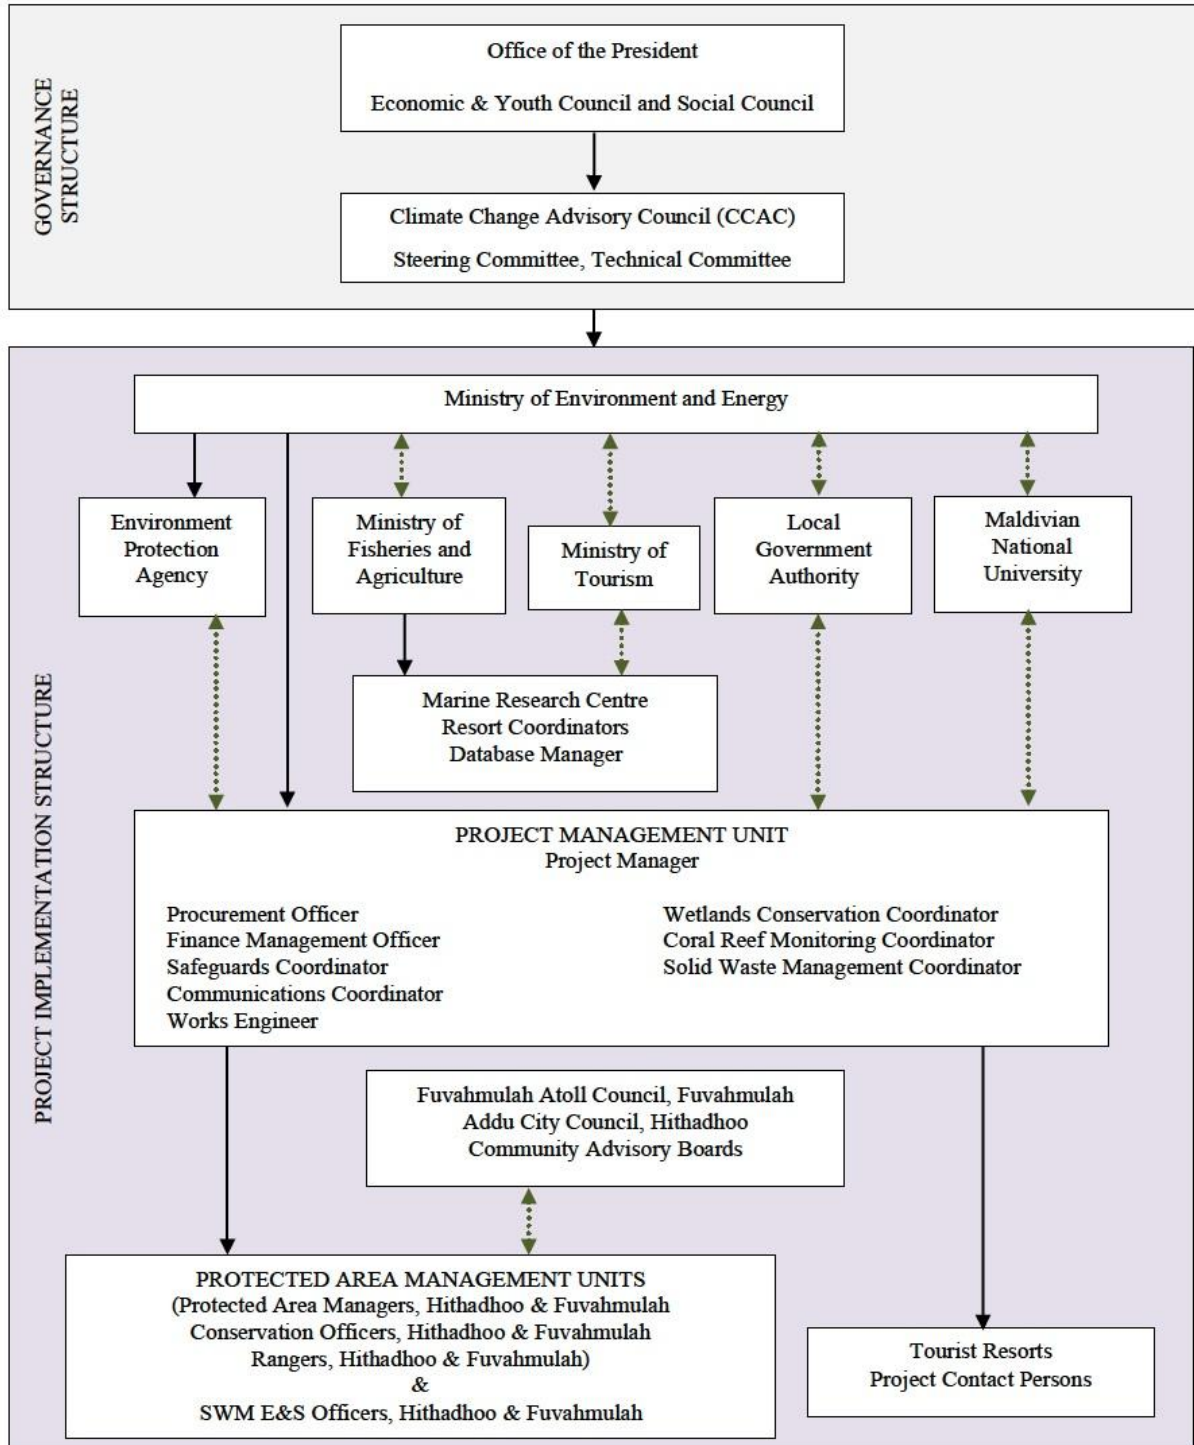 GOVERNANCE
STRUCTURE
Office of the President
Economic & Youth Council and Social Council
Climate Change Advisory Council (CCAC)
Steering Committee, Technical Committee
PROJECT IMPLEMENTATION STRUCTURE
Ministry of Environment and Energy
Environment
Protection
Agency
Ministry of
Fisheries and
Agriculture
Ministry of
Tourism
Local
Government
Authority
Maldivian
National
University
Marine Research Centre
Resort Coordinators
Database Manager
PROJECT MANAGEMENT UNIT
Project Manager
Procurement Officer
Finance Management Officer
Safeguards Coordinator
Communications Coordinator
Works Engineer
Wetlands Conservation Coordinator
Coral Reef Monitoring Coordinator
Solid Waste Management Coordinator
Fuvahmulah Atoll Council, Fuvahmulah
Addu City Council, Hithadhoo
Community Advisory Boards
PROTECTED AREA MANAGEMENT UNITS
(Protected Area Managers, Hithadhoo & Fuvahmulah
Conservation Officers, Hithadhoo & Fuvahmulah
Rangers, Hithadhoo & Fuvahmulah)
&
SWM E&S Officers, Hithadhoo & Fuvahmulah
Tourist Resorts
Project Contact Persons